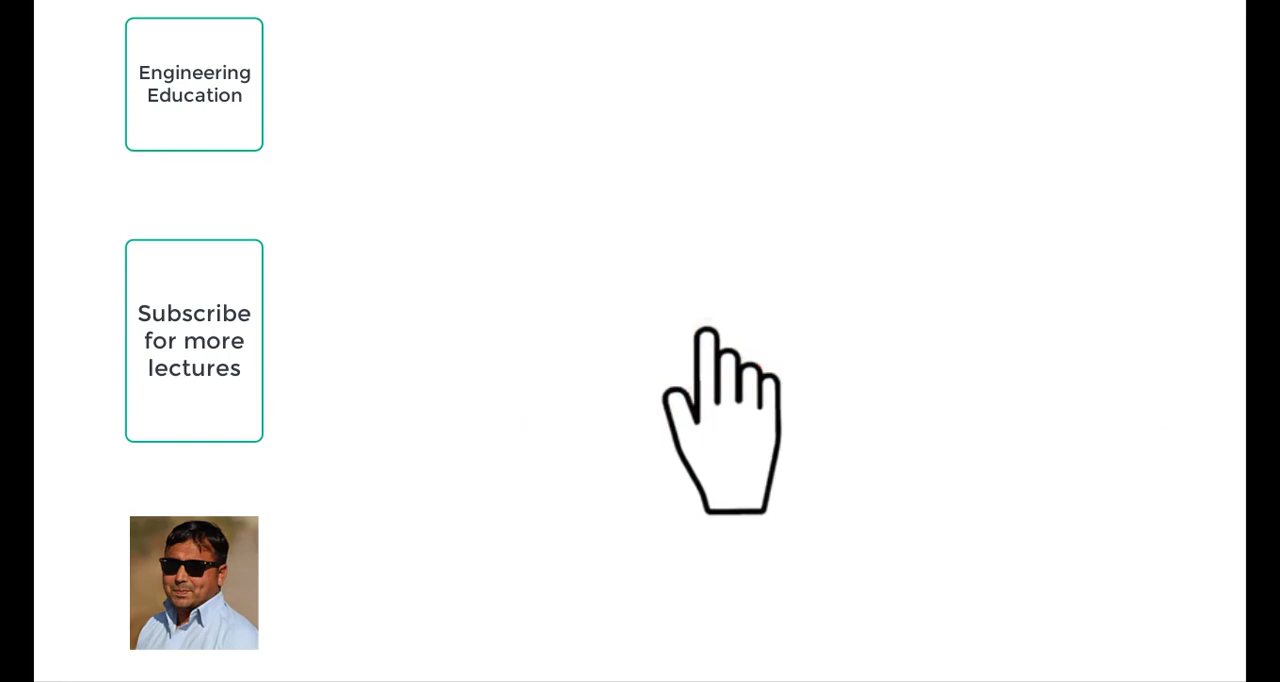 Engineering
Education
Subscribe
for more
lectures